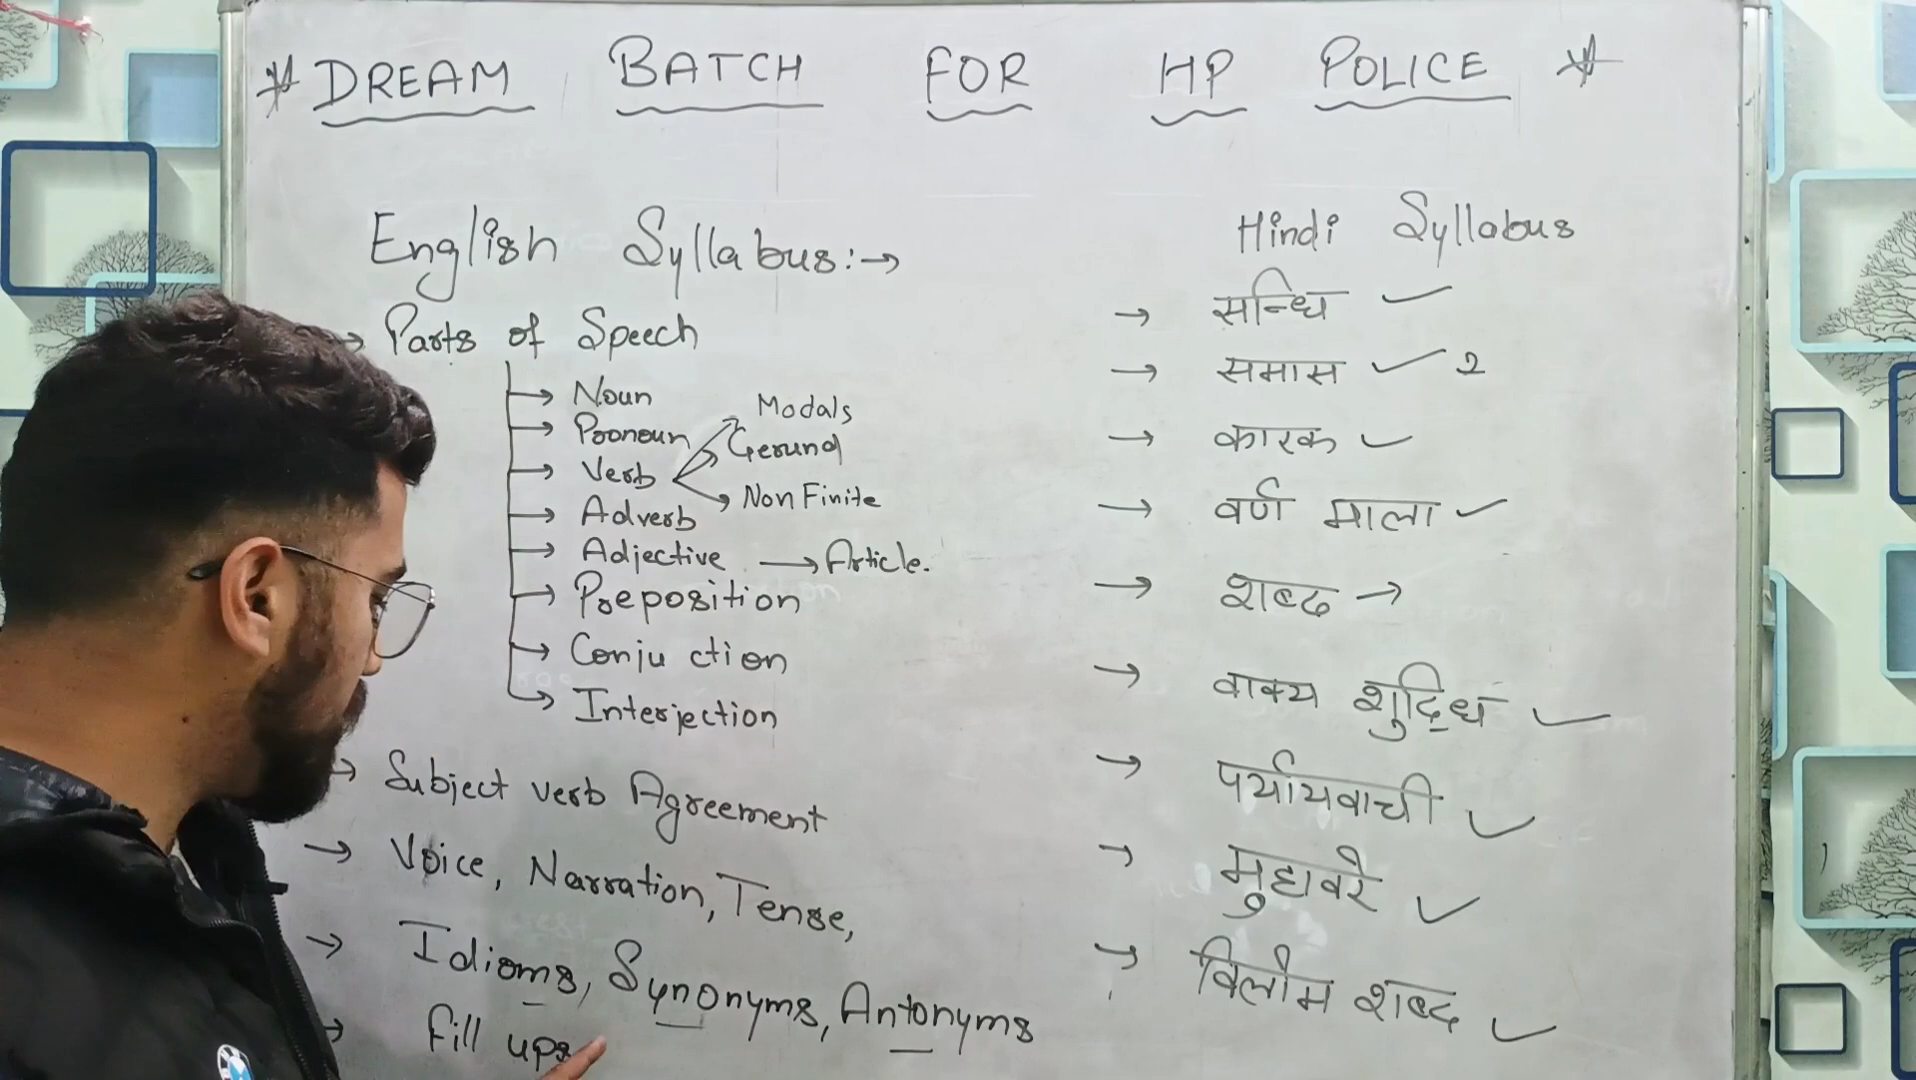 * DREAM BATCH FOR HP POLICE *
English Syllabus:→
→ Parts of Speech
→ Noun
→ Pronoun
→ Verb
→ Modals
Gerund
→ Non Finite
→ Adverb
→ Adjective → Article.
→ Preposition
→ Conju ction
→ Interjection
→ Subject verb Agreement
→ Voice, Narration, Tense,
→ Idioms, Synonyms, Antonyms
→ fill ups
Hindi Syllabus
→ सन्धि ✓
→ समास ✓ 2
→ कारक ✓
→ वर्ण माला ✓
→ शब्द →
→ वाक्य शुद्धि ✓
→ पर्यायवाची ✓
→ मुहावरे ✓
→ विलोम शब्द ✓
BMW